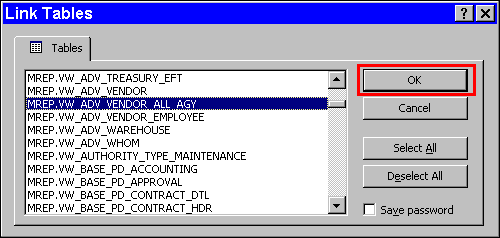 Link Tables
Tables
MREP.VW_ADV_TREASURY_EFT
MREP.VW_ADV_VENDOR
MREP.VW_ADV_VENDOR_ALL_AGY
MREP.VW_ADV_VENDOR_EMPLOYEE
MREP.VW_ADV_WAREHOUSE
MREP.VW_ADV_WHOM
MREP.VW_AUTHORITY_TYPE_MAINTENANCE
MREP.VW_BASE_PD_ACCOUNTING
MREP.VW_BASE_PD_APPROVAL
MREP.VW_BASE_PD_CONTRACT_DTL
MREP.VW_BASE_PD_CONTRACT_HDR
OK
Cancel
Select All
Deselect All
Save password